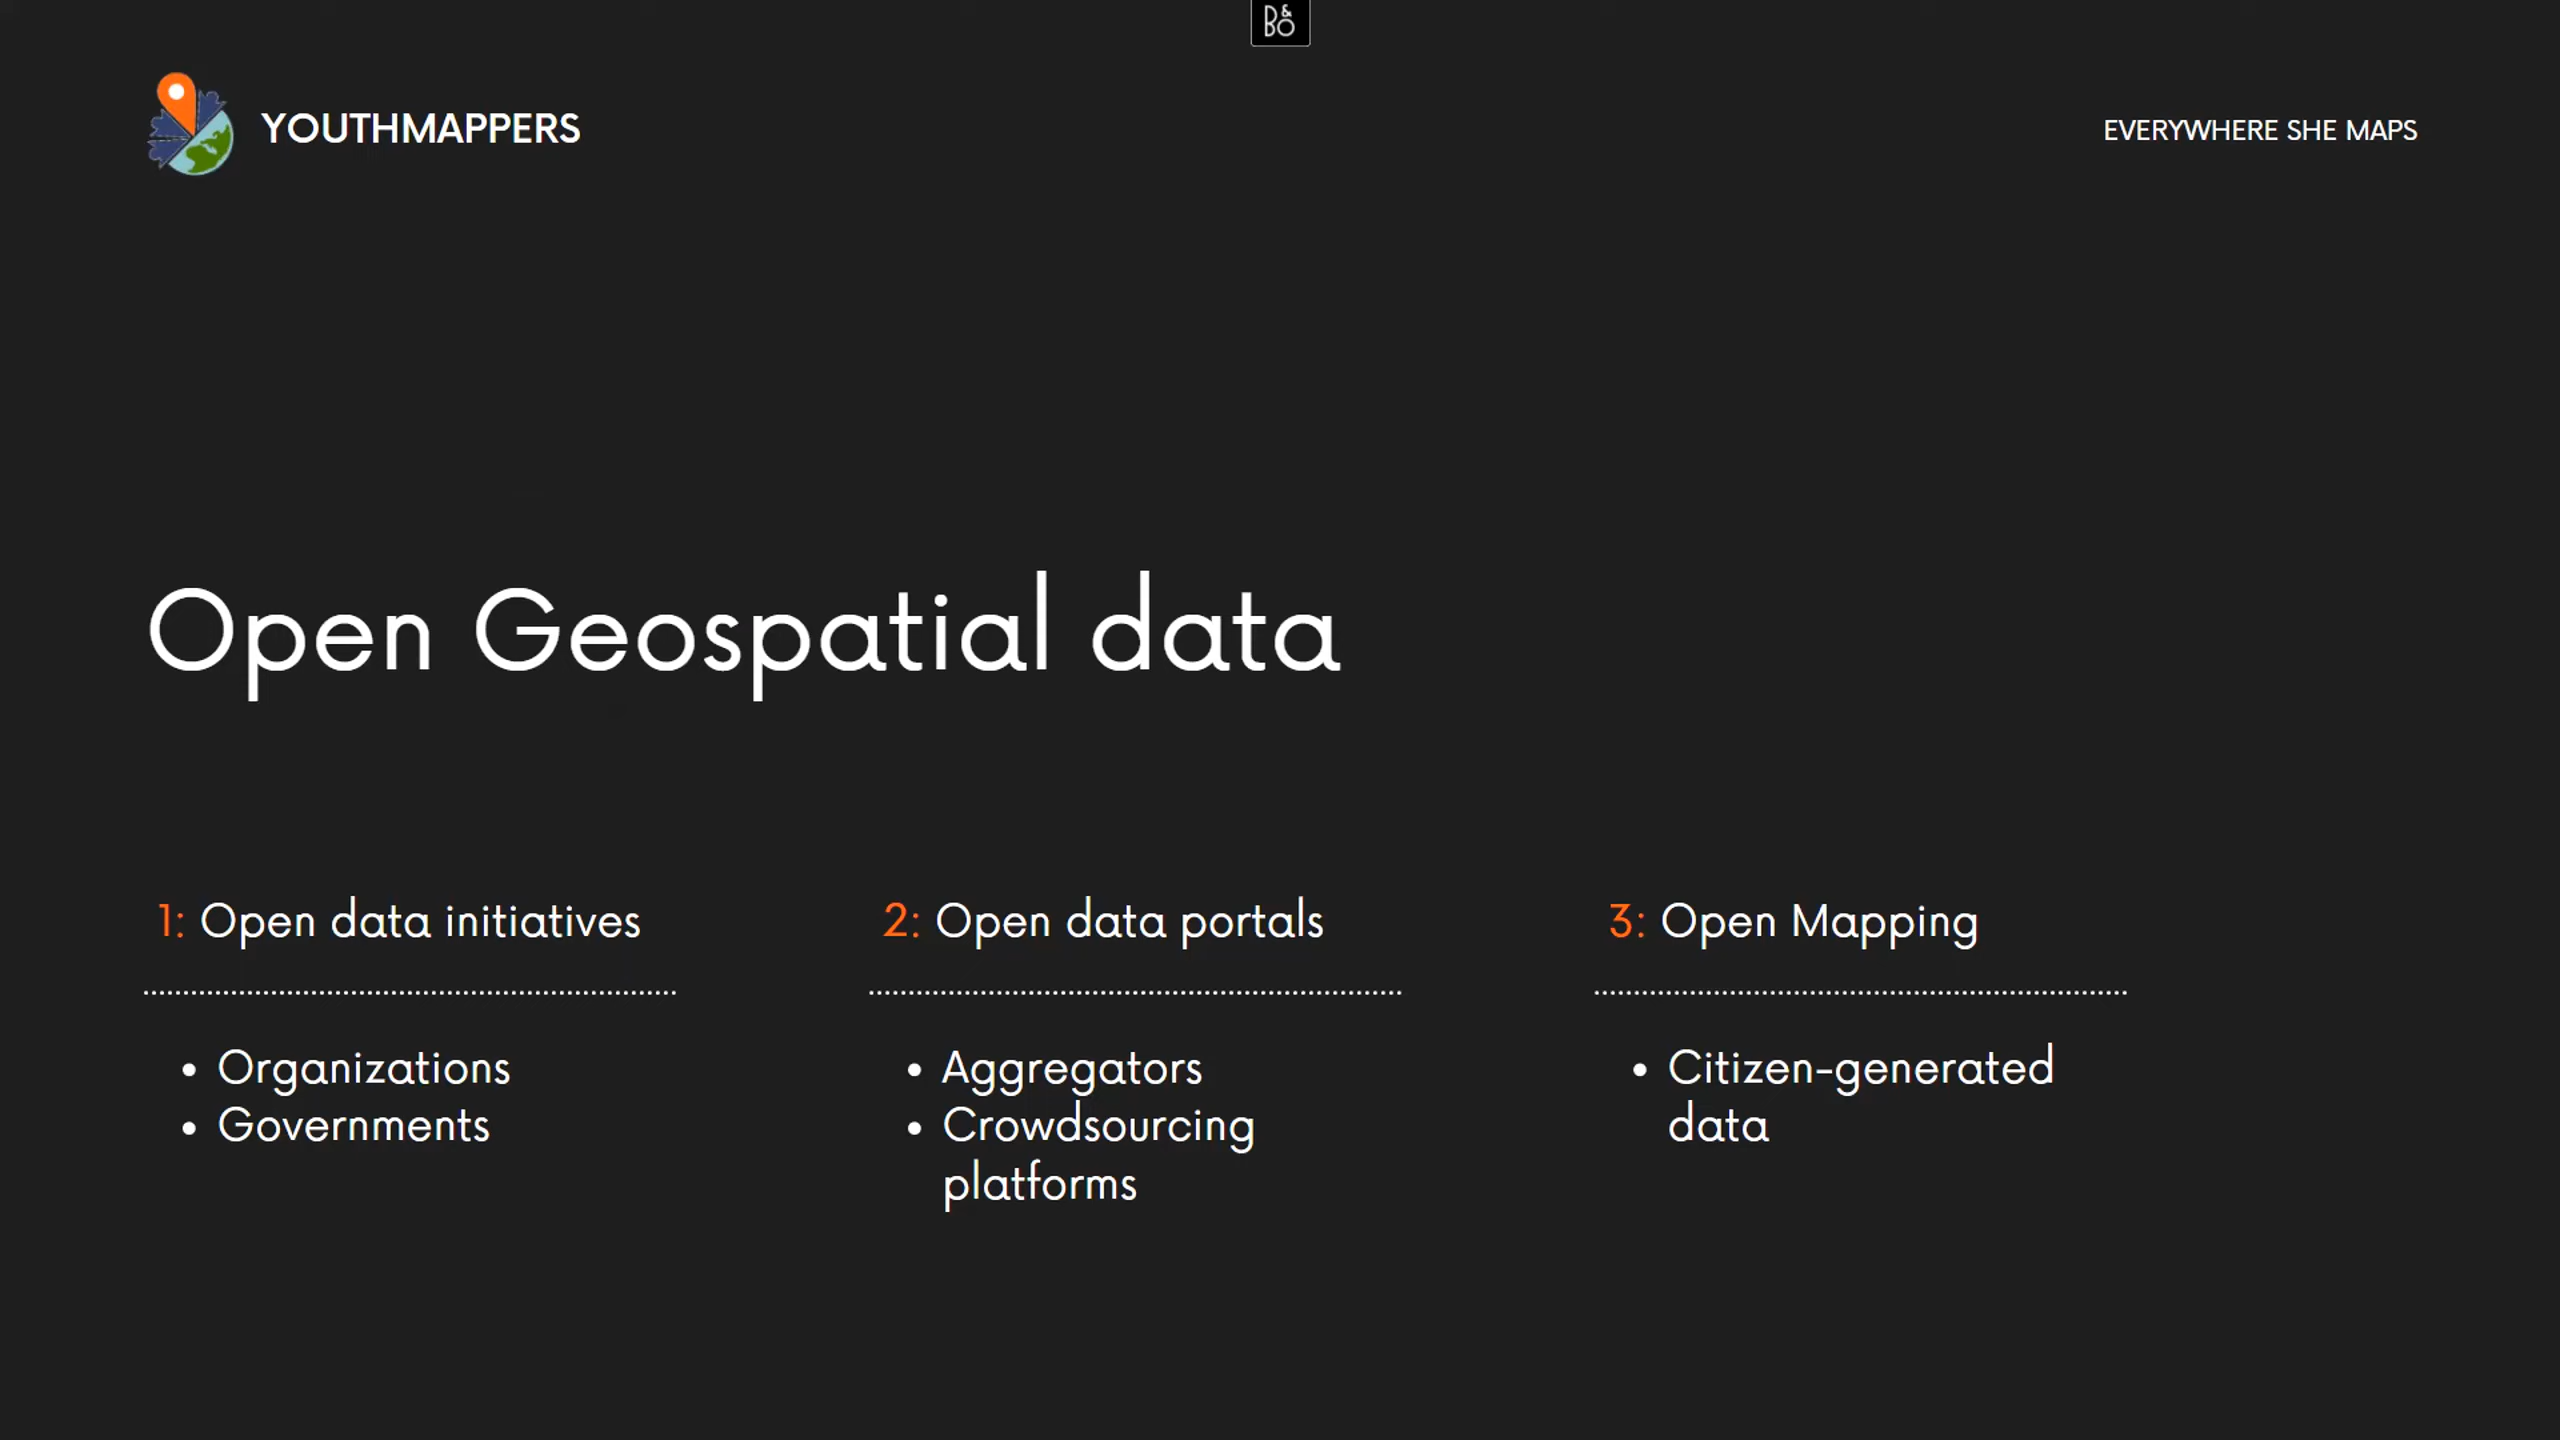 B&O
YOUTHMAPPERS
EVERYWHERE SHE MAPS
Open Geospatial data
1: Open data initiatives
• Organizations
• Governments
2: Open data portals
• Aggregators
• Crowdsourcing
platforms
3: Open Mapping
• Citizen-generated
data